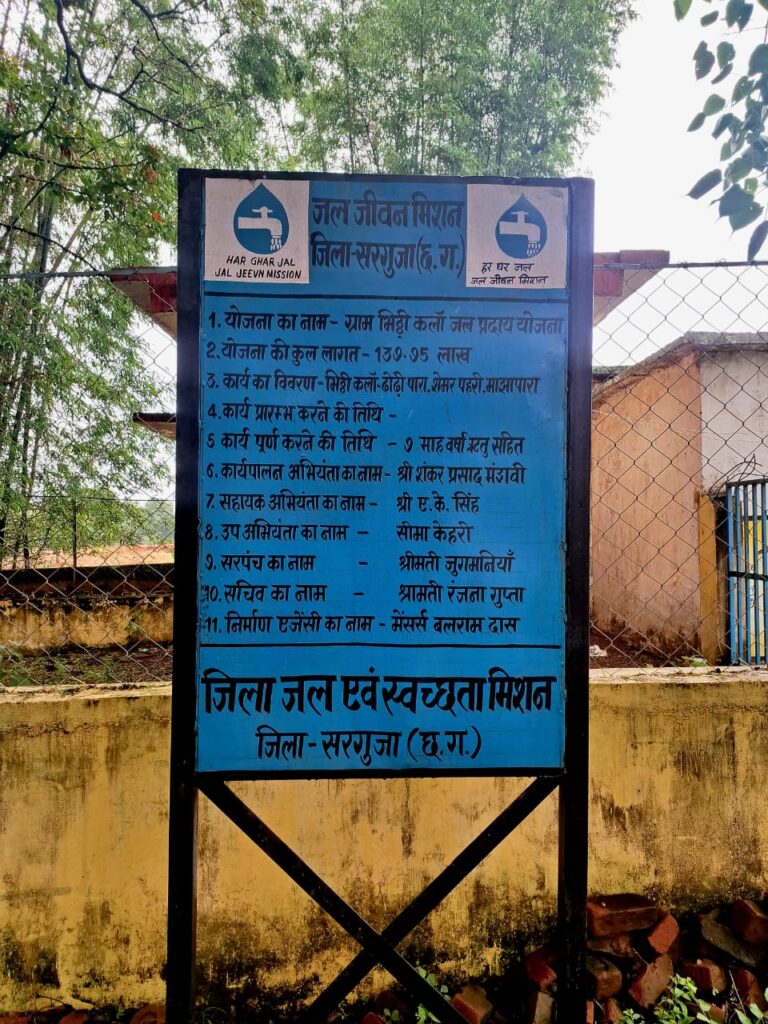 HAR GHAR JAL
JAL JEEVN MISSION
जल जीवन मिशन
जिला-सरगुजा(छ.ग.)
हर घर जल
जल जीवन मिशन
1. योजना का नाम - ग्राम भिट्ठी कलॉ जल प्रदाय योजना
2. योजना की कुल लागत - 139.95 लाख
3. कार्य का विवरण - भिट्ठी कलॉ-ढोढ़ी पारा, शेमर पहरी, माझापारा
4. कार्य प्रारम्भ करने की तिथि -
5 कार्य पूर्ण करने की तिथि - 9 माह वर्षा ऋतु सहित
6. कार्यपालन अभियंता का नाम - श्री शंकर प्रसाद मंडावी
7. सहायक अभियंता का नाम - श्री ए.के. सिंह
8. उप अभियंता का नाम - सीमा केहरी
9. सरपंच का नाम - श्रीमती जुगमनियाँ
10. सचिव का नाम - श्रीमती रंजना गुप्ता
11. निर्माण एजेंसी का नाम - मेंसर्स बलराम दास
जिला जल एवं स्वच्छता मिशन
जिला-सरगुजा (छ.ग.)